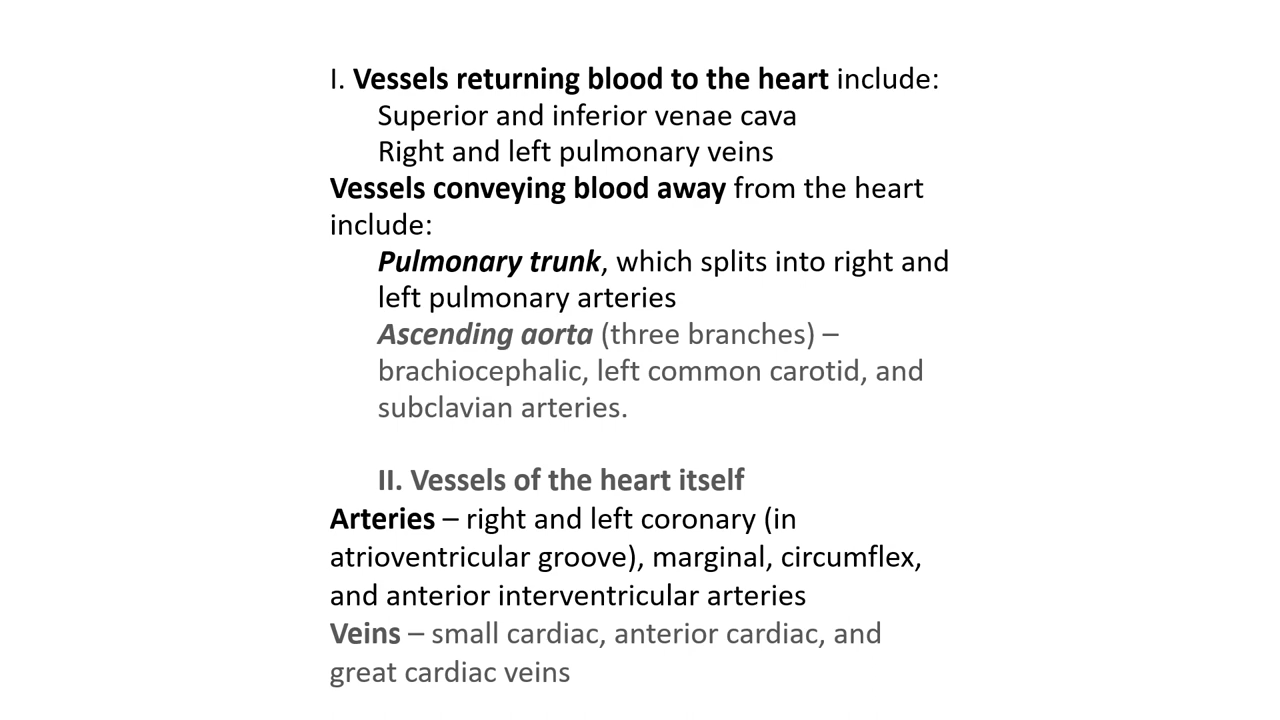 I. Vessels returning blood to the heart include:
Superior and inferior venae cava
Right and left pulmonary veins
Vessels conveying blood away from the heart
include:
Pulmonary trunk, which splits into right and
left pulmonary arteries
Ascending aorta (three branches) –
brachiocephalic, left common carotid, and
subclavian arteries.
II. Vessels of the heart itself
Arteries – right and left coronary (in
atrioventricular groove), marginal, circumflex,
and anterior interventricular arteries
Veins – small cardiac, anterior cardiac, and
great cardiac veins